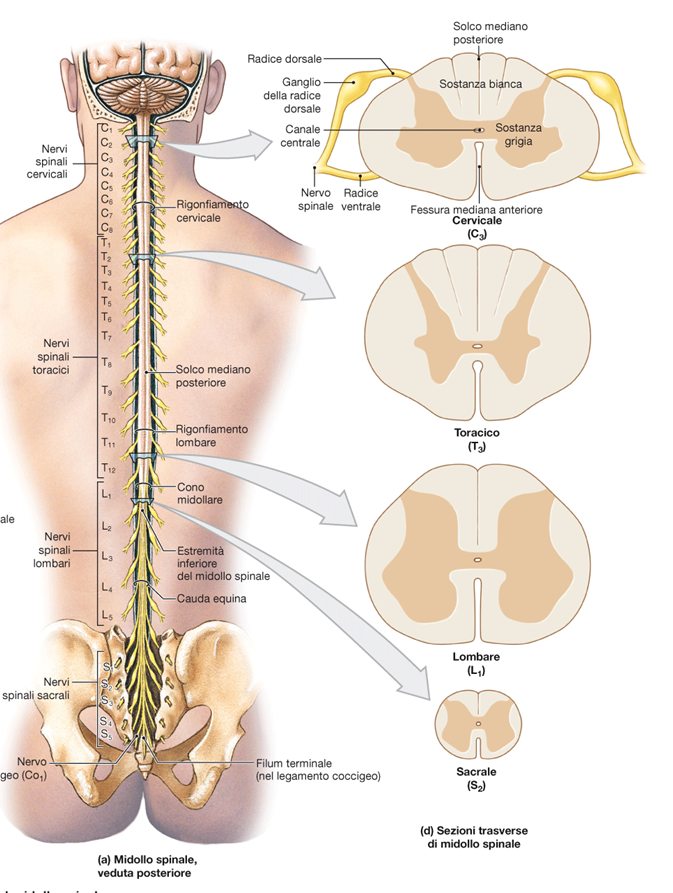 Solco mediano
posteriore
Radice dorsale
Ganglio
della radice
dorsale
Sostanza bianca
Canale
centrale
Sostanza
grigia
Nervo
spinale
Radice
ventrale
Fessura mediana anteriore
Cervicale
(C3)
Nervi
spinali
cervicali
C1
C2
C3
C4
C5
C6
C7
C8
Rigonfiamento
cervicale
T1
T2
T3
T4
T5
T6
T7
T8
T9
T10
T11
T12
Nervi
spinali
toracici
Solco mediano
posteriore
Rigonfiamento
lombare
Toracico
(T3)
Cono
midollare
L1
L2
L3
L4
L5
ale
Nervi
spinali
lombari
Estremità
inferiore
del midollo spinale
Cauda equina
Lombare
(L1)
Nervi
spinali sacrali
S
S2
S3
S4
S5
Sacrale
(S2)
Nervo
geo (Co1)
Filum terminale
(nel legamento coccigeo)
(d) Sezioni trasverse
di midollo spinale
(a) Midollo spinale,
veduta posteriore